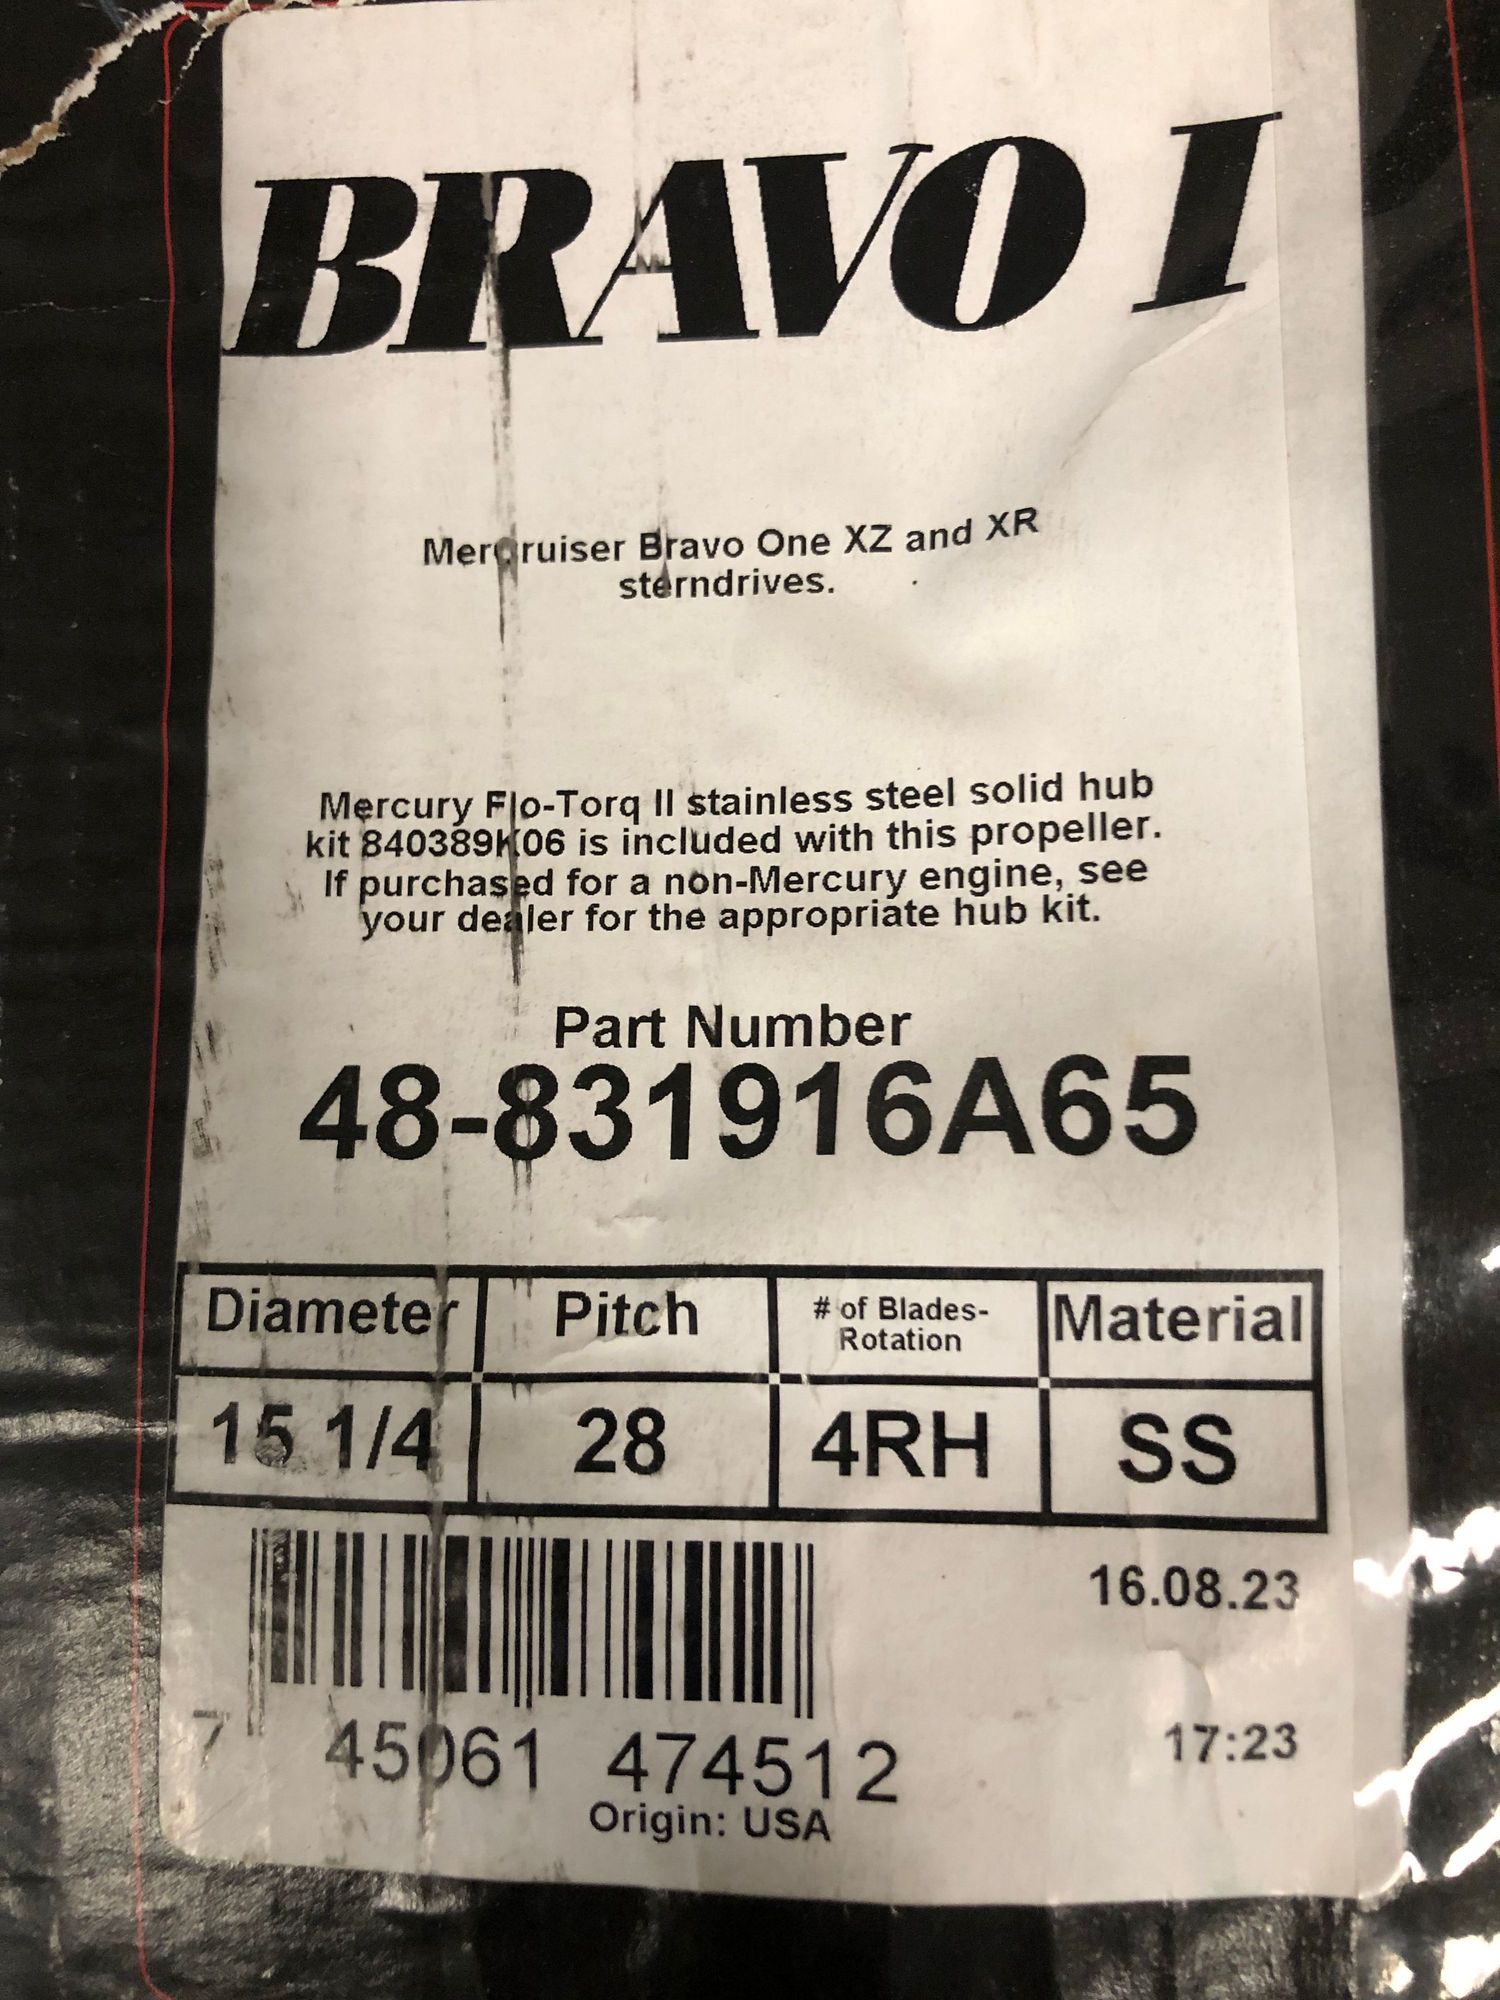 BRAVO I
Mercruiser Bravo One XZ and XR
sterndrives.
Mercury Flo-Torq II stainless steel solid hub
kit 840389K06 is included with this propeller.
If purchased for a non-Mercury engine, see
your dealer for the appropriate hub kit.
Part Number
48-831916A65
Diameter Pitch # of Blades- Material
Rotation
15 1/4 28 4RH SS
16.08.23
7 45061 474512 17:23
Origin: USA